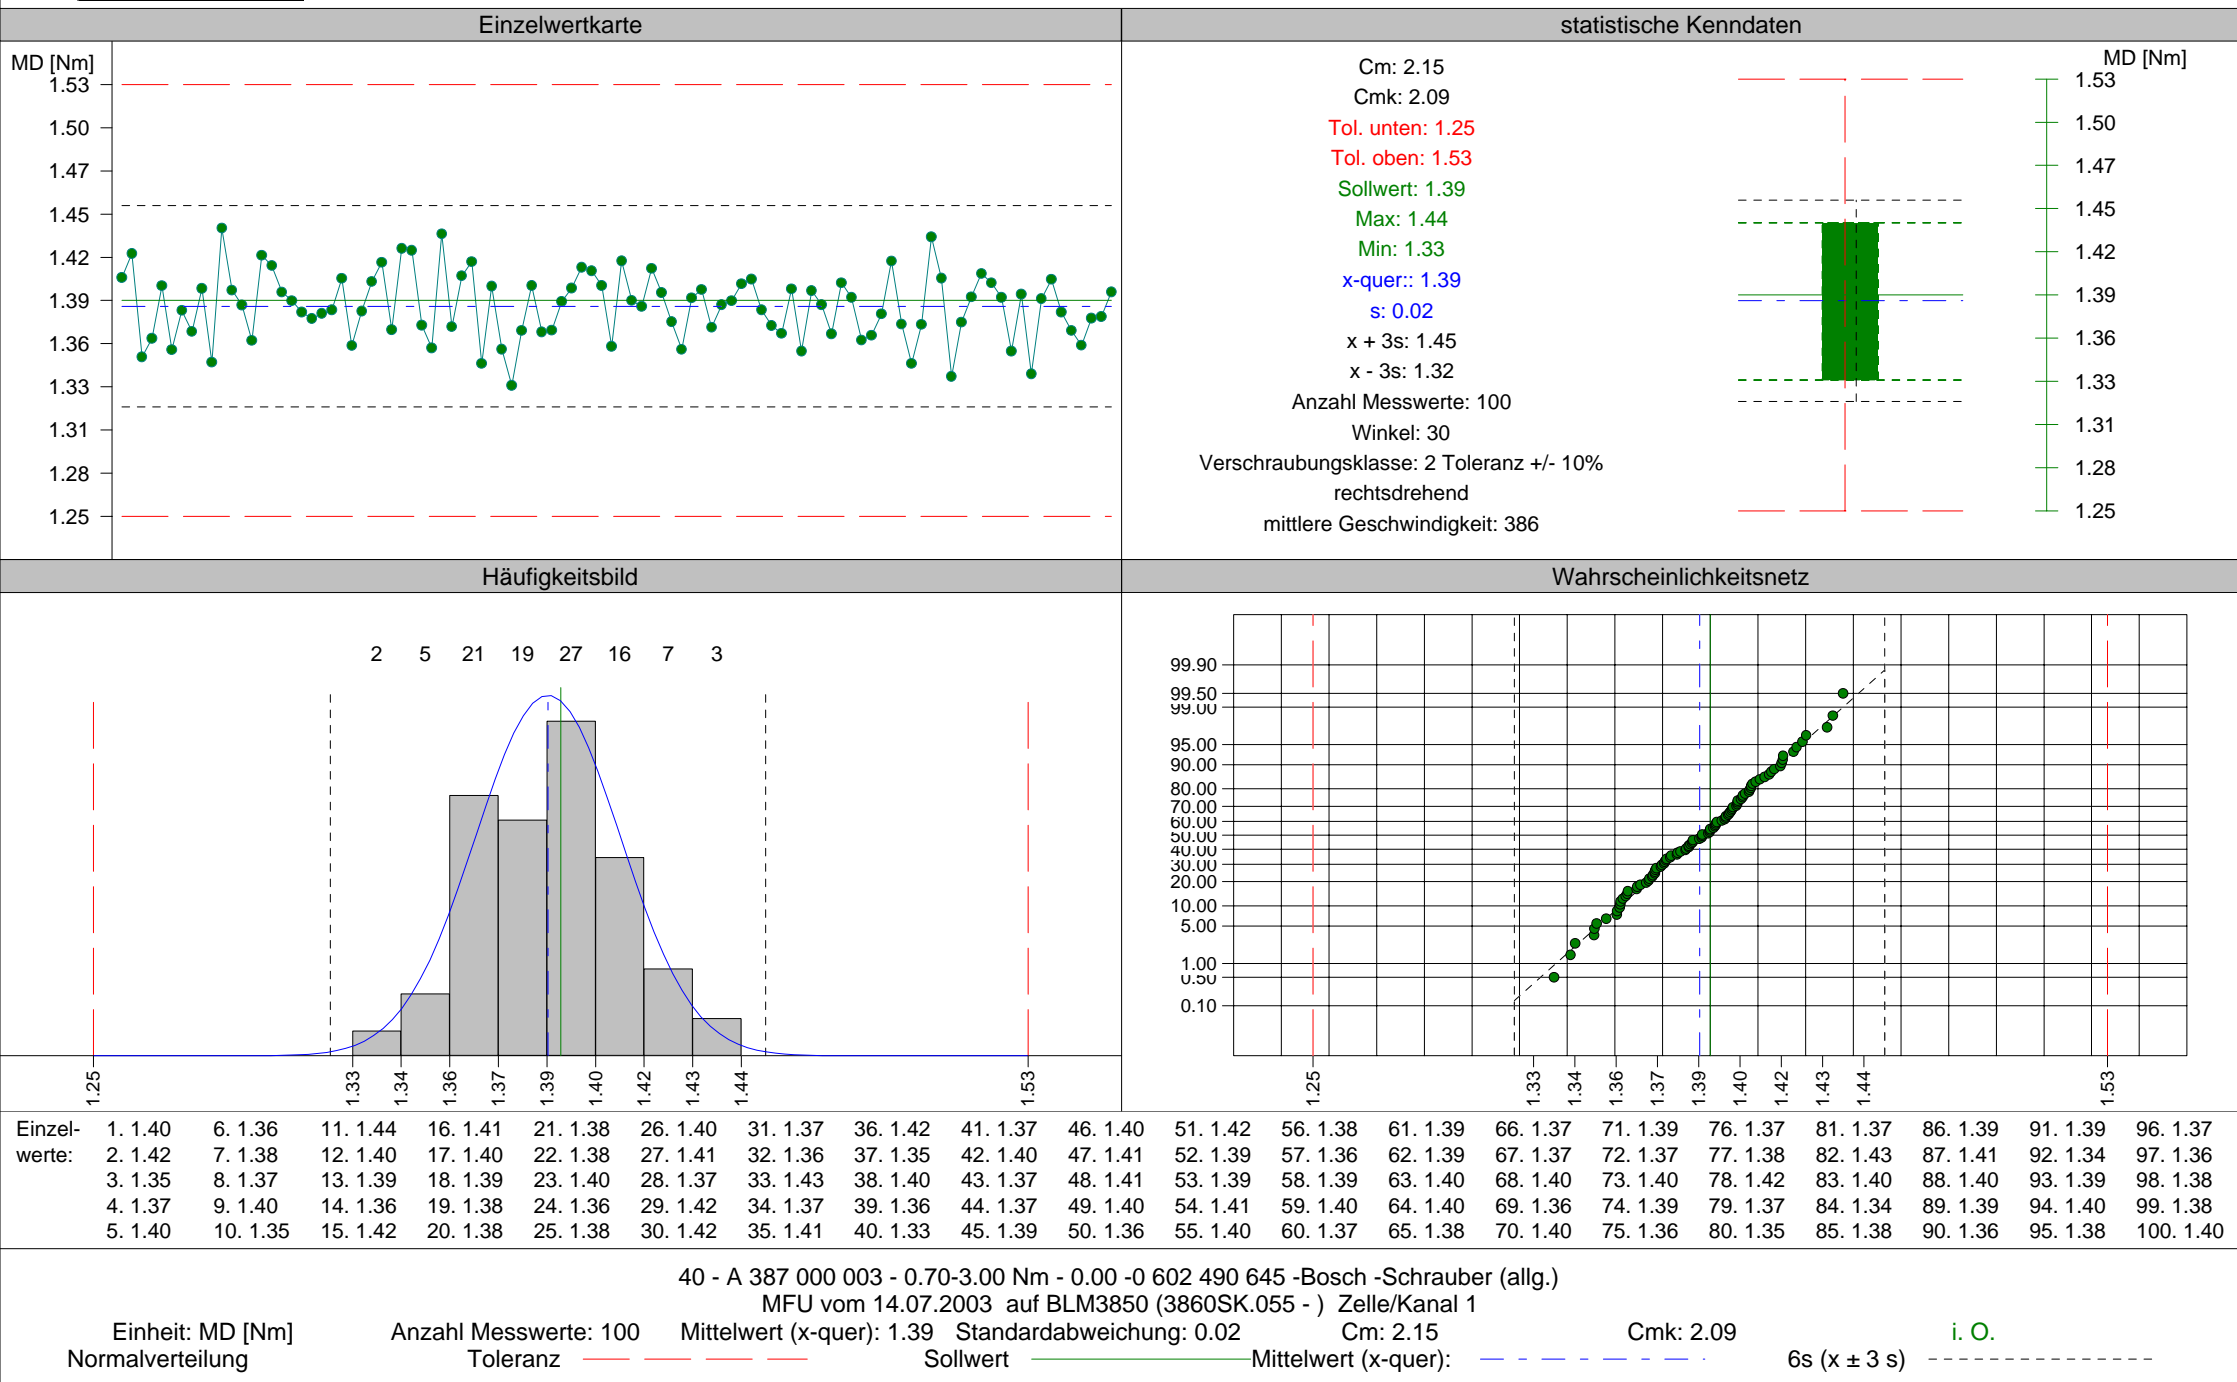 Einzelwertkarte
MD [Nm]
1.53
1.50
1.47
1.45
1.42
1.39
1.36
1.33
1.31
1.28
1.25
statistische Kenndaten
Cm: 2.15
Cmk: 2.09
Tol. unten: 1.25
Tol. oben: 1.53
Sollwert: 1.39
Max: 1.44
Min: 1.33
x-quer:: 1.39
s: 0.02
x + 3s: 1.45
x - 3s: 1.32
Anzahl Messwerte: 100
Winkel: 30
Verschraubungsklasse: 2 Toleranz +/- 10%
rechtsdrehend
mittlere Geschwindigkeit: 386
MD [Nm]
1.53
1.50
1.47
1.45
1.42
1.39
1.36
1.33
1.31
1.28
1.25
Häufigkeitsbild
2 5 21 19 27 16 7 3
1.25 1.33 1.34 1.36 1.37 1.39 1.40 1.42 1.43 1.44 1.53
Wahrscheinlichkeitsnetz
99.90
99.50
99.00
95.00
90.00
80.00
70.00
60.00
50.00
40.00
30.00
20.00
10.00
5.00
1.00
0.50
0.10
1.25 1.33 1.34 1.36 1.37 1.39 1.40 1.42 1.43 1.44 1.53
Einzel- 1. 1.40 6. 1.36 11. 1.44 16. 1.41 21. 1.38 26. 1.40 31. 1.37 36. 1.42 41. 1.37 46. 1.40 51. 1.42 56. 1.38 61. 1.39 66. 1.37 71. 1.39 76. 1.37 81. 1.37 86. 1.39 91. 1.39 96. 1.37
werte: 2. 1.42 7. 1.38 12. 1.40 17. 1.40 22. 1.38 27. 1.41 32. 1.36 37. 1.35 42. 1.40 47. 1.41 52. 1.39 57. 1.36 62. 1.39 67. 1.37 72. 1.37 77. 1.38 82. 1.43 87. 1.41 92. 1.34 97. 1.36
3. 1.35 8. 1.37 13. 1.39 18. 1.39 23. 1.40 28. 1.37 33. 1.43 38. 1.40 43. 1.37 48. 1.41 53. 1.39 58. 1.39 63. 1.40 68. 1.40 73. 1.40 78. 1.42 83. 1.40 88. 1.40 93. 1.39 98. 1.38
4. 1.37 9. 1.40 14. 1.36 19. 1.38 24. 1.36 29. 1.42 34. 1.37 39. 1.36 44. 1.37 49. 1.40 54. 1.41 59. 1.40 64. 1.40 69. 1.36 74. 1.39 79. 1.37 84. 1.34 89. 1.39 94. 1.40 99. 1.38
5. 1.40 10. 1.35 15. 1.42 20. 1.38 25. 1.38 30. 1.42 35. 1.41 40. 1.33 45. 1.39 50. 1.36 55. 1.40 60. 1.37 65. 1.38 70. 1.40 75. 1.36 80. 1.35 85. 1.38 90. 1.36 95. 1.38 100. 1.40
40 - A 387 000 003 - 0.70-3.00 Nm - 0.00 -0 602 490 645 -Bosch -Schrauber (allg.)
MFU vom 14.07.2003 auf BLM3850 (3860SK.055 - ) Zelle/Kanal 1
Einheit: MD [Nm] Anzahl Messwerte: 100 Mittelwert (x-quer): 1.39 Standardabweichung: 0.02 Cm: 2.15 Cmk: 2.09 i. O.
Normalverteilung Toleranz Sollwert Mittelwert (x-quer): 6s (x ± 3 s)